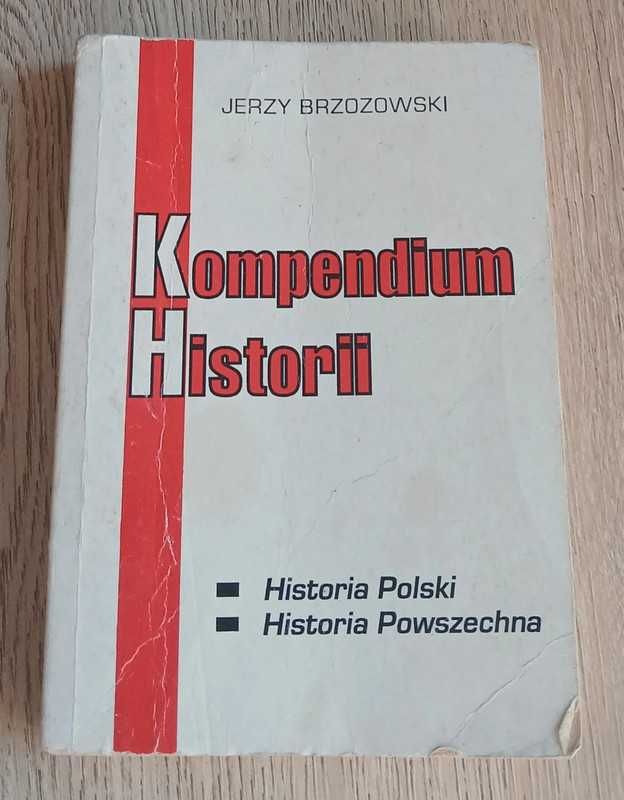 JERZY BRZOZOWSKI
Kompendium
Historii
Historia Polski
Historia Powszechna